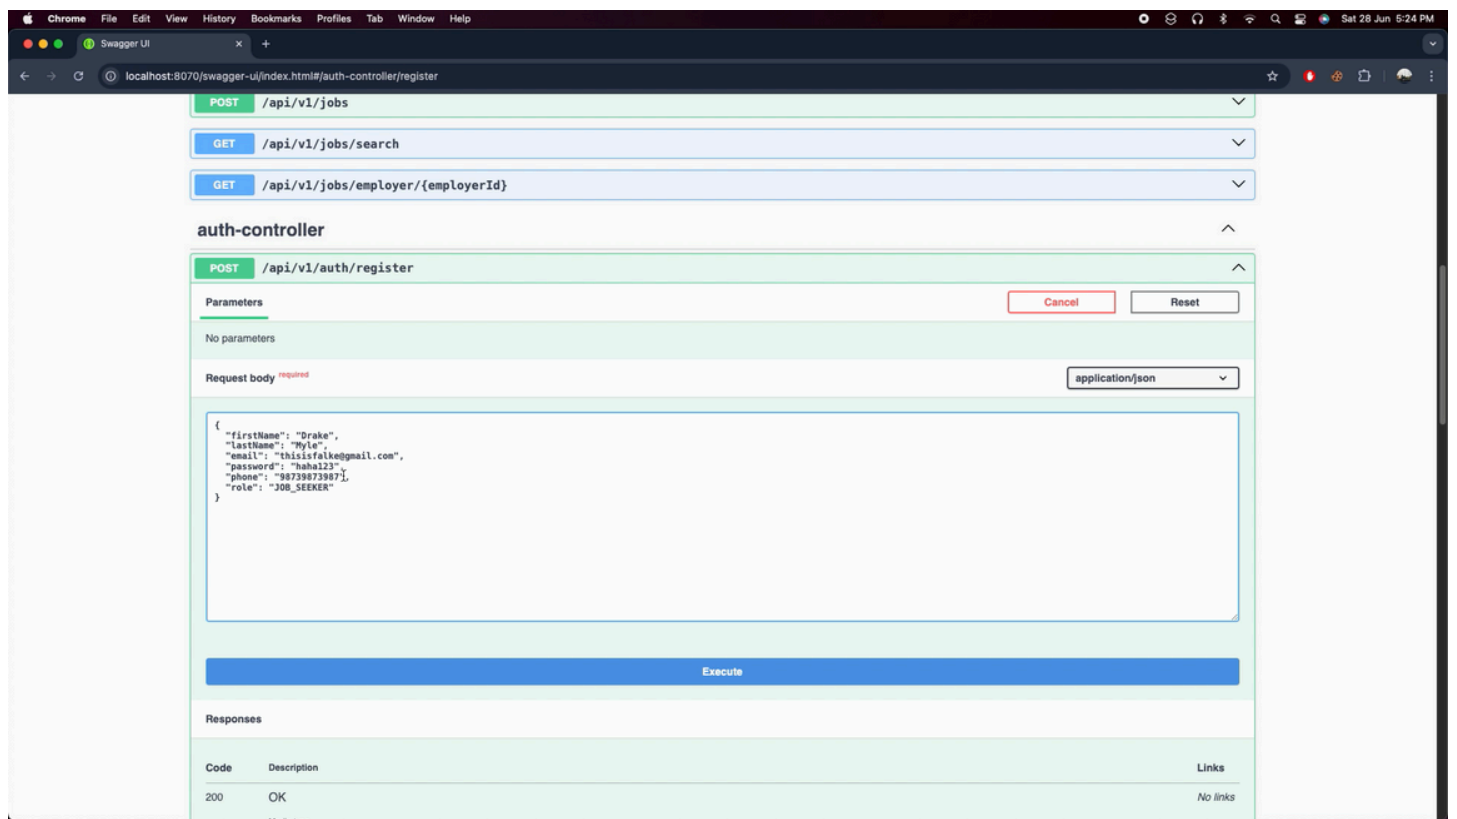 Chrome File Edit View History Bookmarks Profiles Tab Window Help Sat 28 Jun 5:24 PM
Swagger UI
localhost:8070/swagger-ui/index.html#/auth-controller/register
POST /api/v1/jobs
GET /api/v1/jobs/search
GET /api/v1/jobs/employer/{employerId}
auth-controller
POST /api/v1/auth/register
Parameters Cancel Reset
No parameters
Request body required application/json
{
"firstName": "Drake",
"lastName": "Myle",
"email": "thisisfalke@gmail.com",
"password": "haha123",
"phone": "98739873987",
"role": "JOB_SEEKER"
}
Execute
Responses
Code Description Links
200 OK No links